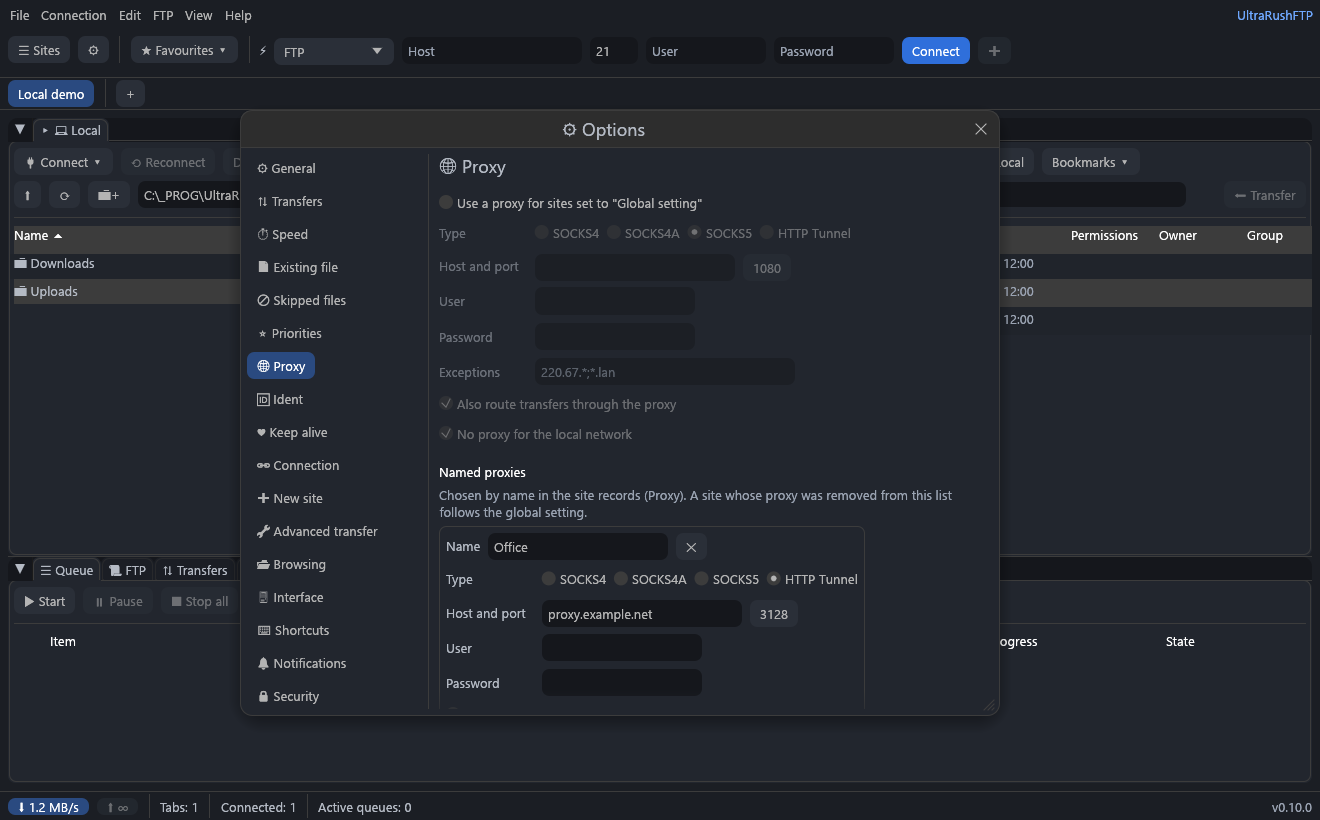 File Connection Edit FTP View Help UltraRushFTP
Sites Favourites FTP Host 21 User Password Connect +
Local demo +
Local
Options
Connect Reconnect D ocal Bookmarks
C:\_PROG\UltraR Transfer
Name Permissions Owner Group
Downloads 12:00
Uploads 12:00
12:00
General
Transfers
Speed
Existing file
Skipped files
Priorities
Proxy
Ident
Keep alive
Connection
New site
Advanced transfer
Browsing
Interface
Shortcuts
Notifications
Security
Proxy
Use a proxy for sites set to "Global setting"
Type SOCKS4 SOCKS4A SOCKS5 HTTP Tunnel
Host and port 1080
User
Password
Exceptions 220.67.*;*.lan
Also route transfers through the proxy
No proxy for the local network
Named proxies
Chosen by name in the site records (Proxy). A site whose proxy was removed from this list
follows the global setting.
Name Office
Type SOCKS4 SOCKS4A SOCKS5 HTTP Tunnel
Host and port proxy.example.net 3128
User
Password
Queue FTP Transfers
Start Pause Stop all
Item ogress State
1.2 MB/s ∞ Tabs: 1 Connected: 1 Active queues: 0 v0.10.0